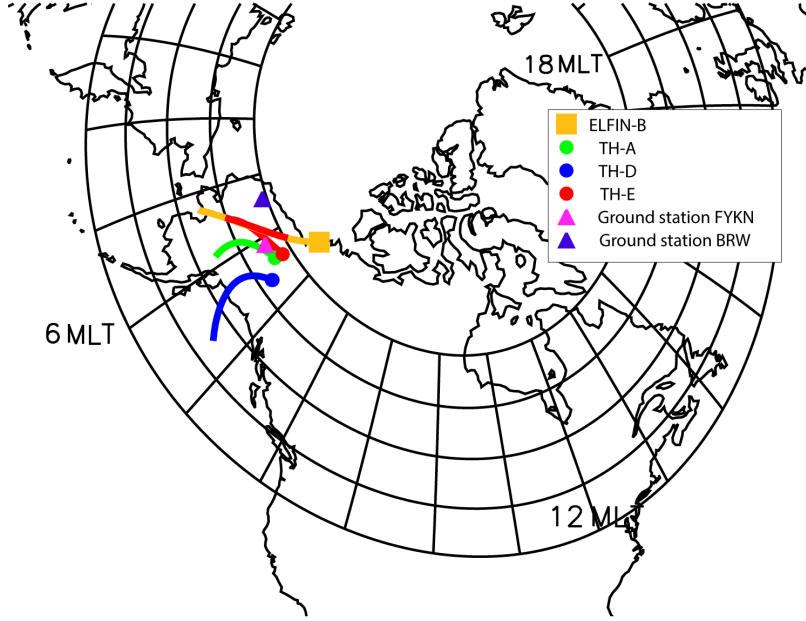 18 MLT
ELFIN-B
TH-A
TH-D
TH-E
Ground station FYKN
Ground station BRW
6 MLT
12 MLT